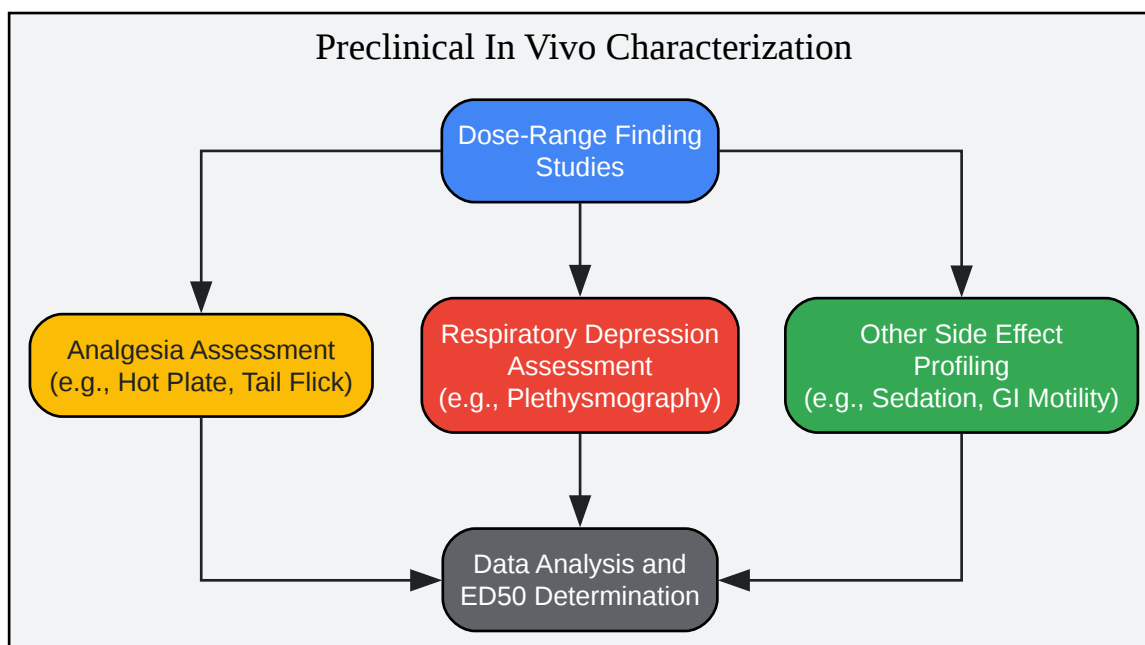 Preclinical In Vivo Characterization
Dose-Range Finding
Studies
Analgesia Assessment
(e.g., Hot Plate, Tail Flick)
Respiratory Depression
Assessment
(e.g., Plethysmography)
Other Side Effect
Profiling
(e.g., Sedation, GI Motility)
Data Analysis and
ED50 Determination